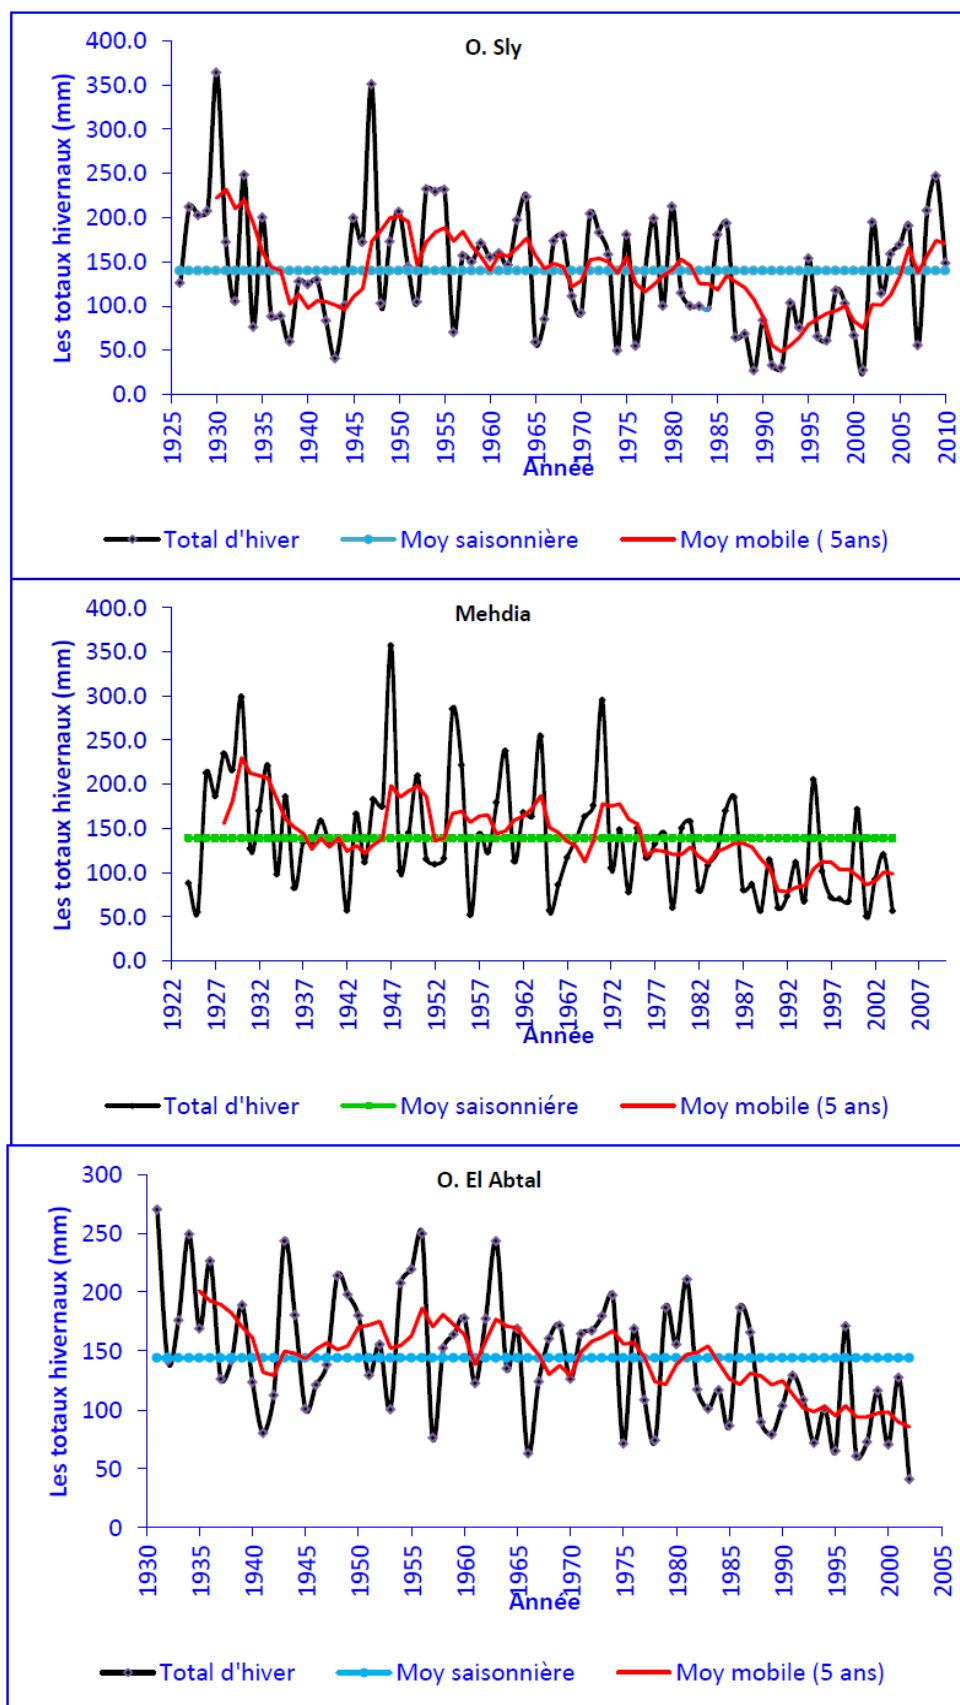 O. Sly
Les totaux hivernaux (mm)
400.0
350.0
300.0
250.0
200.0
150.0
100.0
50.0
0.0
1925 1930 1935 1940 1945 1950 1955 1960 1965 1970 1975 1980 1985 1990 1995 2000 2005 2010
Année
Total d'hiver Moy saisonnière Moy mobile ( 5ans)
Mehdia
Les totaux hivernaux (mm)
400.0
350.0
300.0
250.0
200.0
150.0
100.0
50.0
0.0
1922 1927 1932 1937 1942 1947 1952 1957 1962 1967 1972 1977 1982 1987 1992 1997 2002 2007
Année
Total d'hiver Moy saisonniére Moy mobile (5 ans)
O. El Abtal
Les totaux hivernaux (mm)
300
250
200
150
100
50
0
1930 1935 1940 1945 1950 1955 1960 1965 1970 1975 1980 1985 1990 1995 2000 2005
Année
Total d'hiver Moy saisonnière Moy mobile (5 ans)